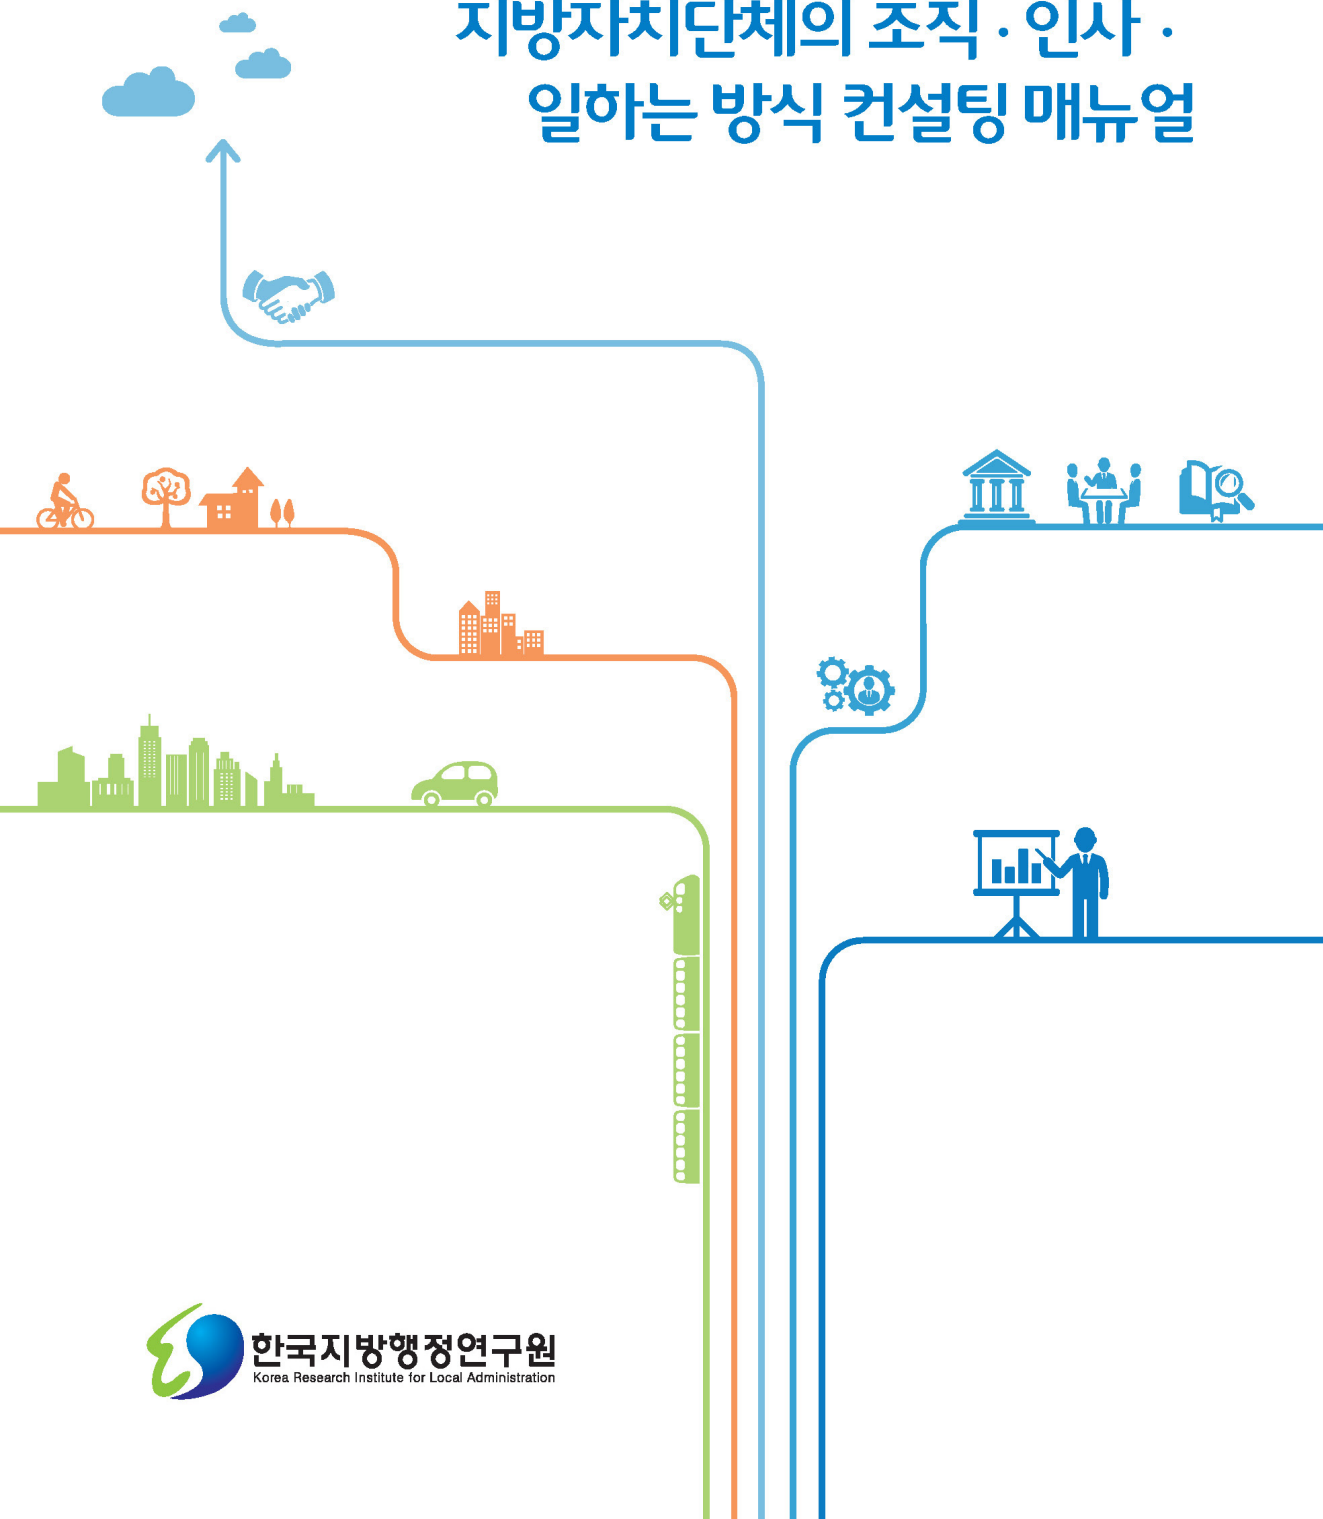 지방자치단체의 조직 · 인사 ·
일하는 방식 컨설팅 매뉴얼
한국지방행정연구원
Korea Research Institute for Local Administration